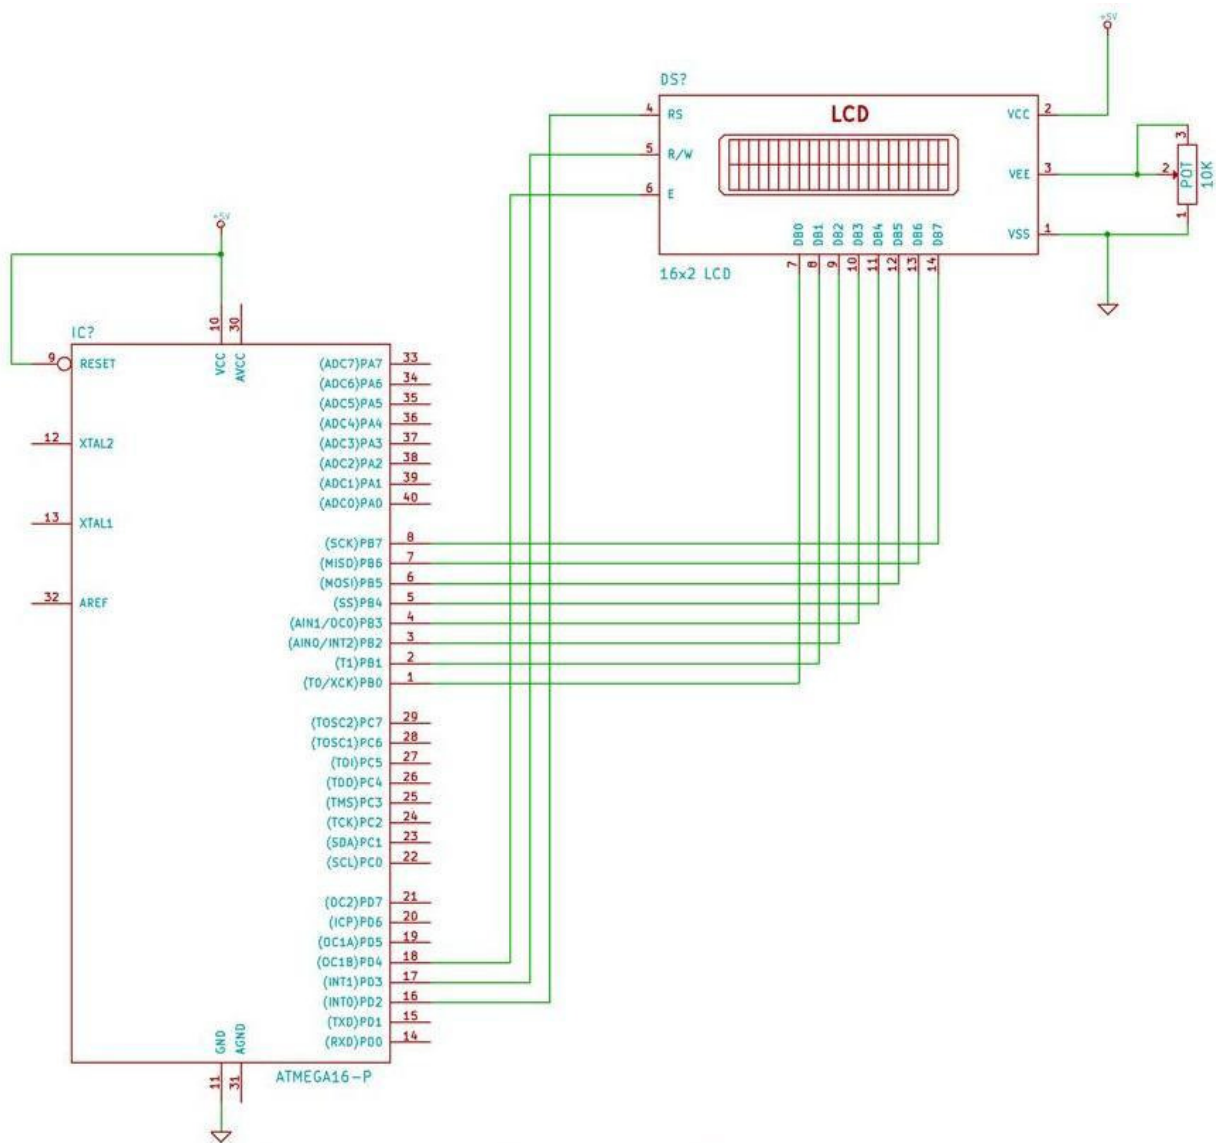 +5V
DS?
LCD
4 RS
VCC 2
5 R/W
VEE 3
6 E
VSS 1
3
2
POT
10K
1
DB0
DB1
DB2
DB3
DB4
DB5
DB6
DB7
7
8
9
10
11
12
13
14
16x2 LCD
+5V
IC?
10
30
VCC
AVCC
9 RESET
12 XTAL2
13 XTAL1
32 AREF
(ADC7)PA7 33
(ADC6)PA6 34
(ADC5)PA5 35
(ADC4)PA4 36
(ADC3)PA3 37
(ADC2)PA2 38
(ADC1)PA1 39
(ADC0)PA0 40
(SCK)PB7 8
(MISO)PB6 7
(MOSI)PB5 6
(SS)PB4 5
(AIN1/OC0)PB3 4
(AIN0/INT2)PB2 3
(T1)PB1 2
(T0/XCK)PB0 1
(TOSC2)PC7 29
(TOSC1)PC6 28
(TDI)PC5 27
(TDO)PC4 26
(TMS)PC3 25
(TCK)PC2 24
(SDA)PC1 23
(SCL)PC0 22
(OC2)PD7 21
(ICP)PD6 20
(OC1A)PD5 19
(OC1B)PD4 18
(INT1)PD3 17
(INT0)PD2 16
(TXD)PD1 15
(RXD)PD0 14
GND
AGND
11
31
ATMEGA16-P